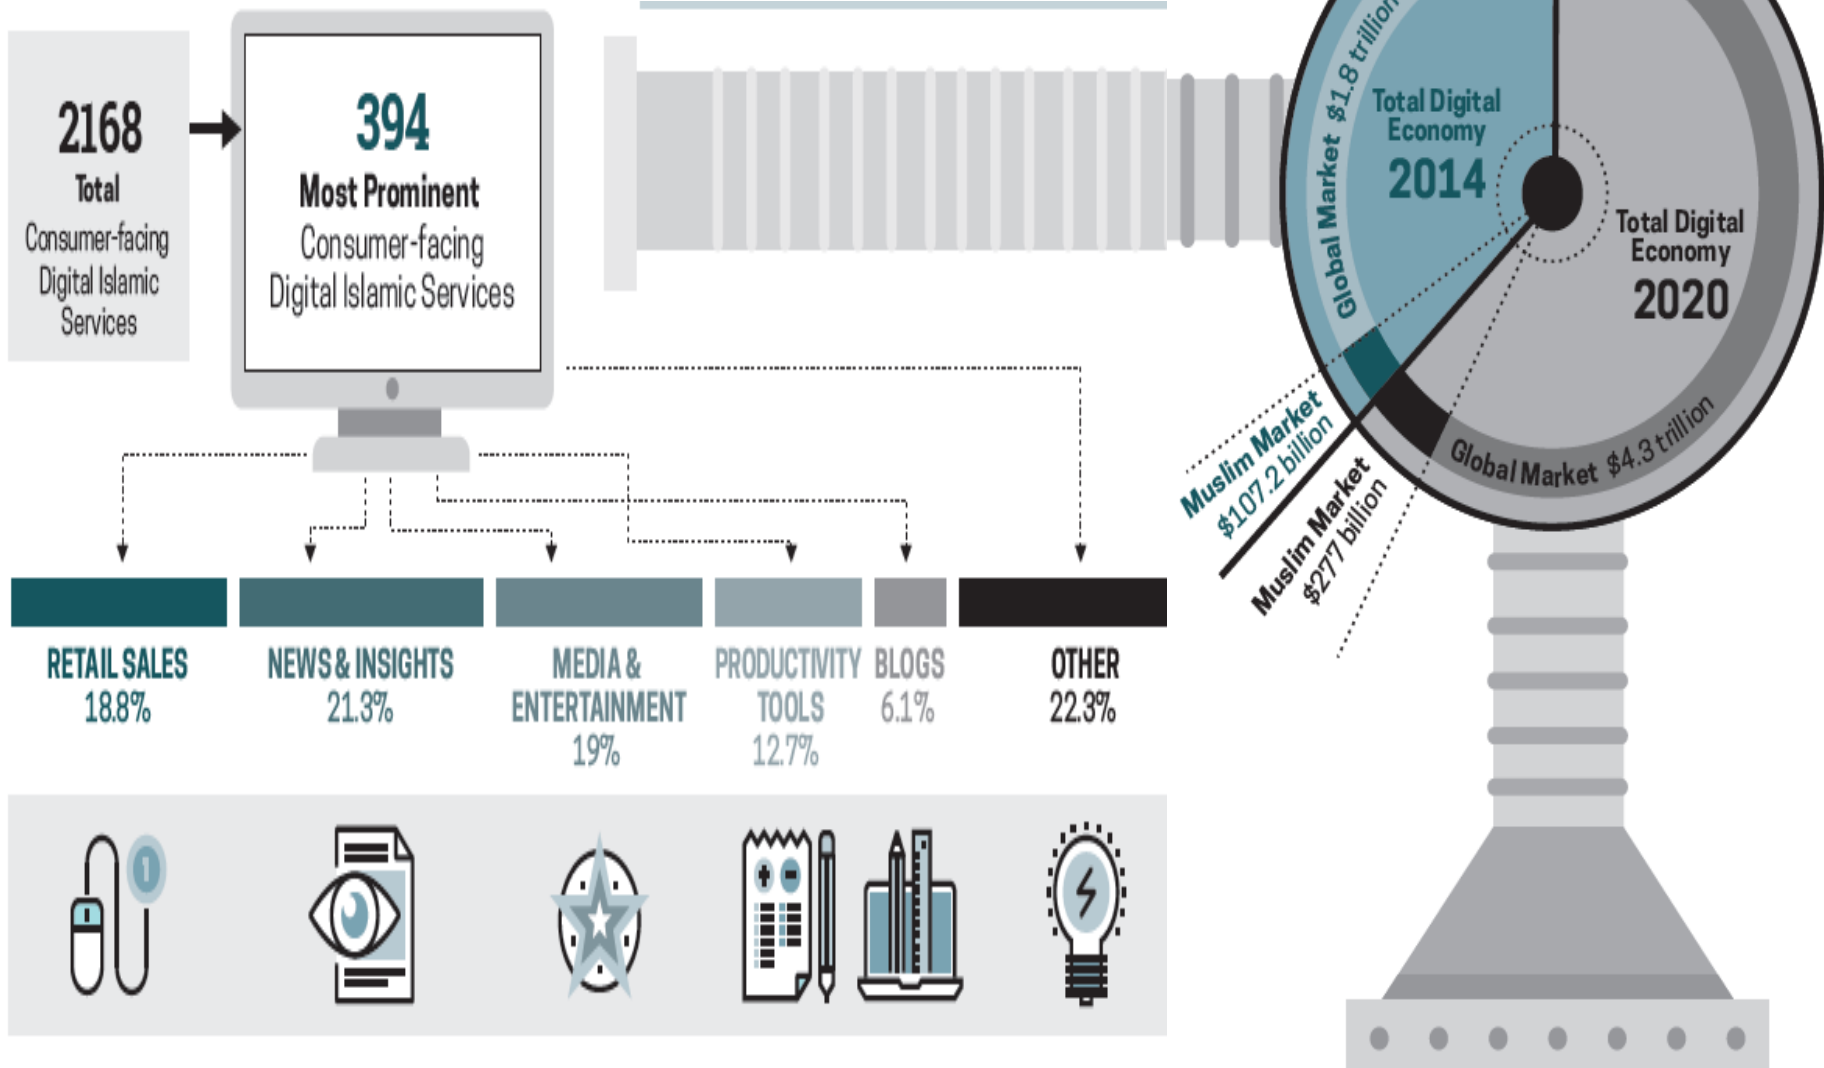 2168
Total
Consumer-facing
Digital Islamic
Services
394
Most Prominent
Consumer-facing
Digital Islamic Services
RETAIL SALES
18.8%
NEWS & INSIGHTS
21.3%
MEDIA &
ENTERTAINMENT
19%
PRODUCTIVITY
TOOLS
12.7%
BLOGS
6.1%
OTHER
22.3%
1
Global Market $1.8 trillion
Total Digital
Economy
2014
Total Digital
Economy
2020
Muslim Market
$107.2 billion
Muslim Market
$277 billion
Global Market $4.3 trillion